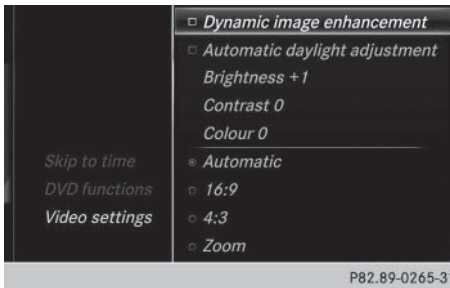 Dynamic image enhancement
Automatic daylight adjustment
Brightness +1
Contrast 0
Colour 0
Skip to time
Automatic
DVD functions
16:9
Video settings
4:3
Zoom
P82.89-0265-31